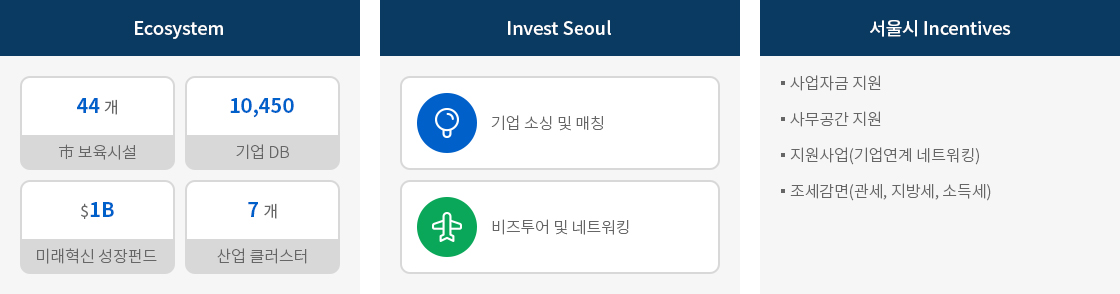 Ecosystem
44 개
市 보육시설
10,450
기업 DB
$1B
미래혁신 성장펀드
7 개
산업 클러스터
Invest Seoul
기업 소싱 및 매칭
비즈투어 및 네트워킹
서울시 Incentives
▪ 사업자금 지원
▪ 사무공간 지원
▪ 지원사업(기업연계 네트워킹)
▪ 조세감면(관세, 지방세, 소득세)